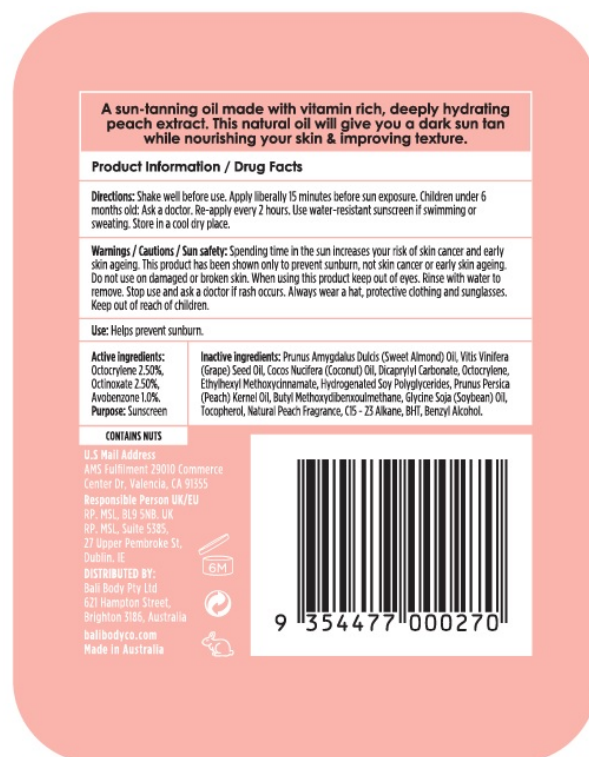 A sun-tanning oil made with vitamin rich, deeply hydrating
peach extract. This natural oil will give you a dark sun tan
while nourishing your skin & improving texture.
Product Information / Drug Facts
Directions: Shake well before use. Apply liberally 15 minutes before sun exposure. Children under 6
months old: Ask a doctor. Re-apply every 2 hours. Use water-resistant sunscreen if swimming or
sweating. Store in a cool dry place.
Warnings / Cautions / Sun safety: Spending time in the sun increases your risk of skin cancer and early
skin ageing. This product has been shown only to prevent sunburn, not skin cancer or early skin ageing.
Do not use on damaged or broken skin. When using this product keep out of eyes. Rinse with water to
remove. Stop use and ask a doctor if rash occurs. Always wear a hat, protective clothing and sunglasses.
Keep out of reach of children.
Use: Helps prevent sunburn.
Active ingredients:
Octocrylene 2.50%,
Octinoxate 2.50%,
Avobenzone 1.0%.
Purpose: Sunscreen
Inactive ingredients: Prunus Amygdalus Dulcis (Sweet Almond) Oil, Vitis Vinifera
(Grape) Seed Oil, Cocos Nucifera (Coconut) Oil, Dicaprylyl Carbonate, Octocrylene,
Ethylhexyl Methoxycinnamate, Hydrogenated Soy Polyglycerides, Prunus Persica
(Peach) Kernel Oil, Butyl Methoxydibenxoulmethane, Glycine Soja (Soybean) Oil,
Tocopherol, Natural Peach Fragrance, C15 - 23 Alkane, BHT, Benzyl Alcohol.
CONTAINS NUTS
U.S Mail Address
AMS Fulfilment 29010 Commerce
Center Dr, Valencia, CA 91355
Responsible Person UK/EU
RP. MSL, BL9 5NB. UK
RP. MSL, Suite 5385,
27 Upper Pembroke St,
Dublin, IE
DISTRIBUTED BY:
Bali Body Pty Ltd
621 Hampton Street,
Brighton 3186, Australia
balibodyco.com
Made in Australia
6M
9 354477 000270